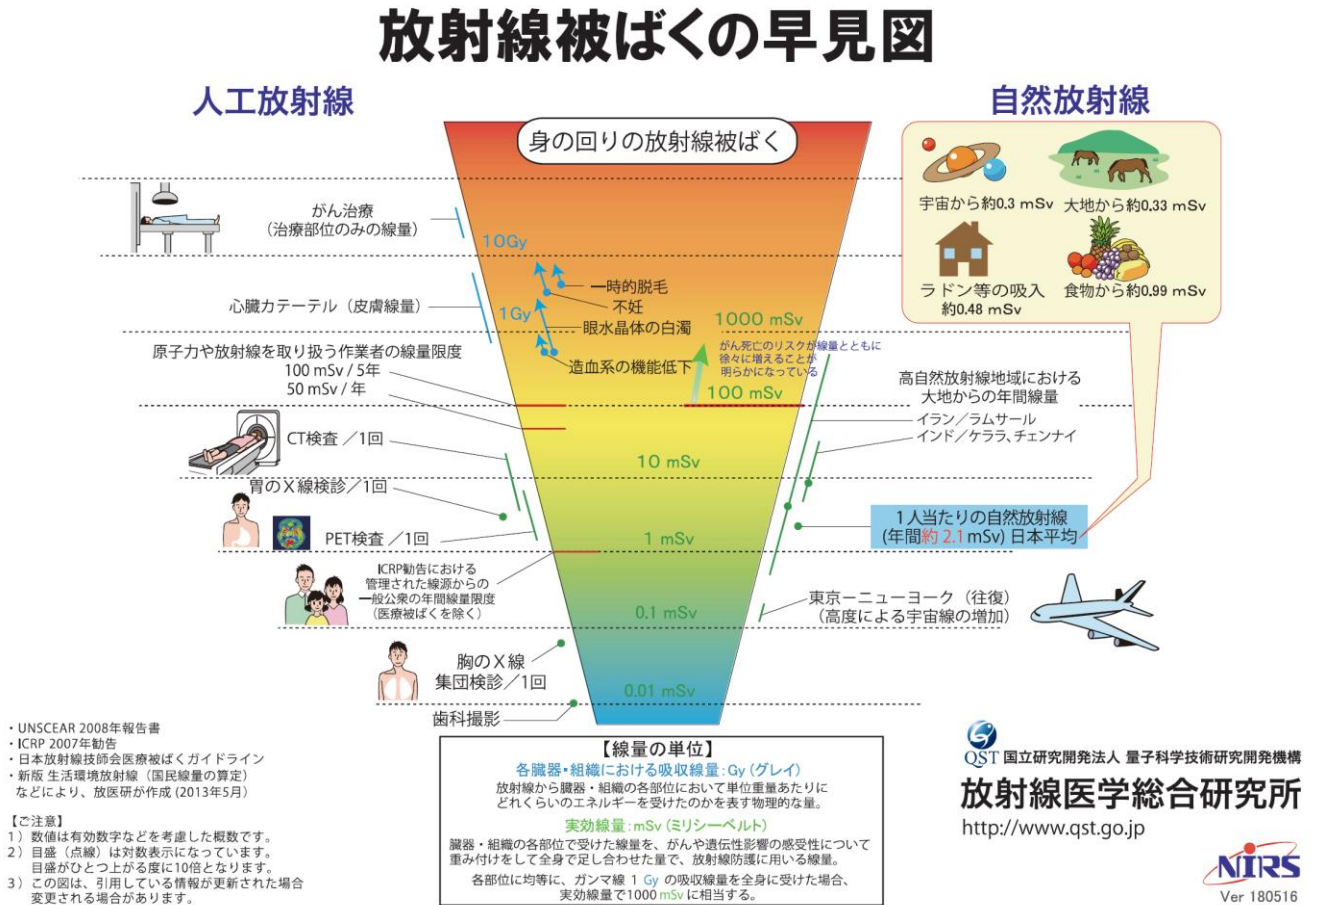 放射線被ばくの早見図
人工放射線
自然放射線
身の回りの放射線被ばく
がん治療
（治療部位のみの線量）
10Gy
心臓カテーテル（皮膚線量）
1Gy
一時的脱毛
不妊
眼水晶体の白濁
造血系の機能低下
1000 mSv
がん死亡のリスクが線量とともに
徐々に増えることが
明らかになっている
100 mSv
原子力や放射線を取り扱う作業者の線量限度
100 mSv / 5年
50 mSv / 年
CT検査 ／1回
10 mSv
胃のX線検診／1回
PET検査 ／1回
1 mSv
ICRP勧告における
管理された線源からの
一般公衆の年間線量限度
（医療被ばくを除く）
0.1 mSv
胸のX線
集団検診／1回
0.01 mSv
歯科撮影
宇宙から約0.3 mSv
大地から約0.33 mSv
ラドン等の吸入
約0.48 mSv
食物から約0.99 mSv
高自然放射線地域における
大地からの年間線量
イラン／ラムサール
インド／ケララ、チェンナイ
1人当たりの自然放射線
(年間約 2.1 mSv) 日本平均
東京ーニューヨーク（往復）
（高度による宇宙線の増加）
・UNSCEAR 2008年報告書
・ICRP 2007年勧告
・日本放射線技師会医療被ばくガイドライン
・新版 生活環境放射線（国民線量の算定）
などにより、放医研が作成 (2013年5月）
【ご注意】
1）数値は有効数字などを考慮した概数です。
2）目盛（点線）は対数表示になっています。
目盛がひとつ上がる度に10倍となります。
3）この図は、引用している情報が更新された場合
変更される場合があります。
【線量の単位】
各臓器・組織における吸収線量：Gy（グレイ）
放射線から臓器・組織の各部位において単位重量あたりに
どれくらいのエネルギーを受けたのかを表す物理的な量。
実効線量：mSv（ミリシーベルト）
臓器・組織の各部位で受けた線量を、がんや遺伝性影響の感受性について
重み付けをして全身で足し合わせた量で、放射線防護に用いる線量。
各部位に均等に、ガンマ線 1 Gy の吸収線量を全身に受けた場合、
実効線量で1000 mSv に相当する。
QST 国立研究開発法人 量子科学技術研究開発機構
放射線医学総合研究所
http://www.qst.go.jp
NIRS
Ver 180516